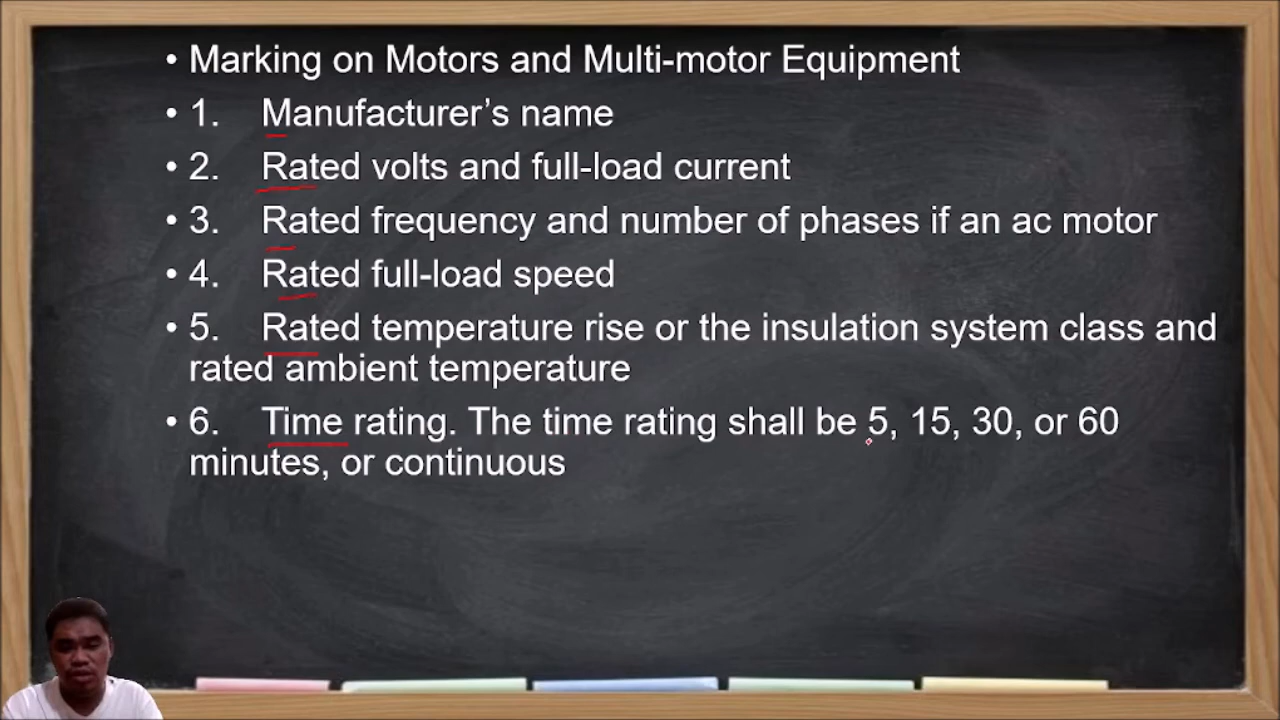 • Marking on Motors and Multi-motor Equipment
• 1. Manufacturer’s name
• 2. Rated volts and full-load current
• 3. Rated frequency and number of phases if an ac motor
• 4. Rated full-load speed
• 5. Rated temperature rise or the insulation system class and
rated ambient temperature
• 6. Time rating. The time rating shall be 5, 15, 30, or 60
minutes, or continuous